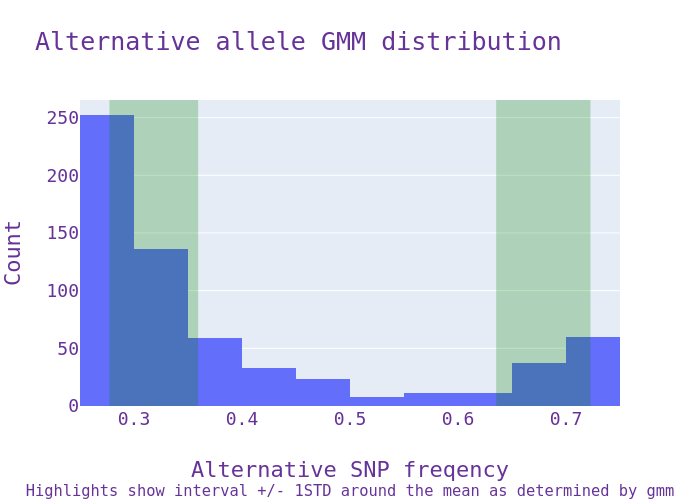 Alternative allele GMM distribution
250
200
150
100
50
0
Count
0.3 0.4 0.5 0.6 0.7
Alternative SNP freqency
Highlights show interval +/- 1STD around the mean as determined by gmm